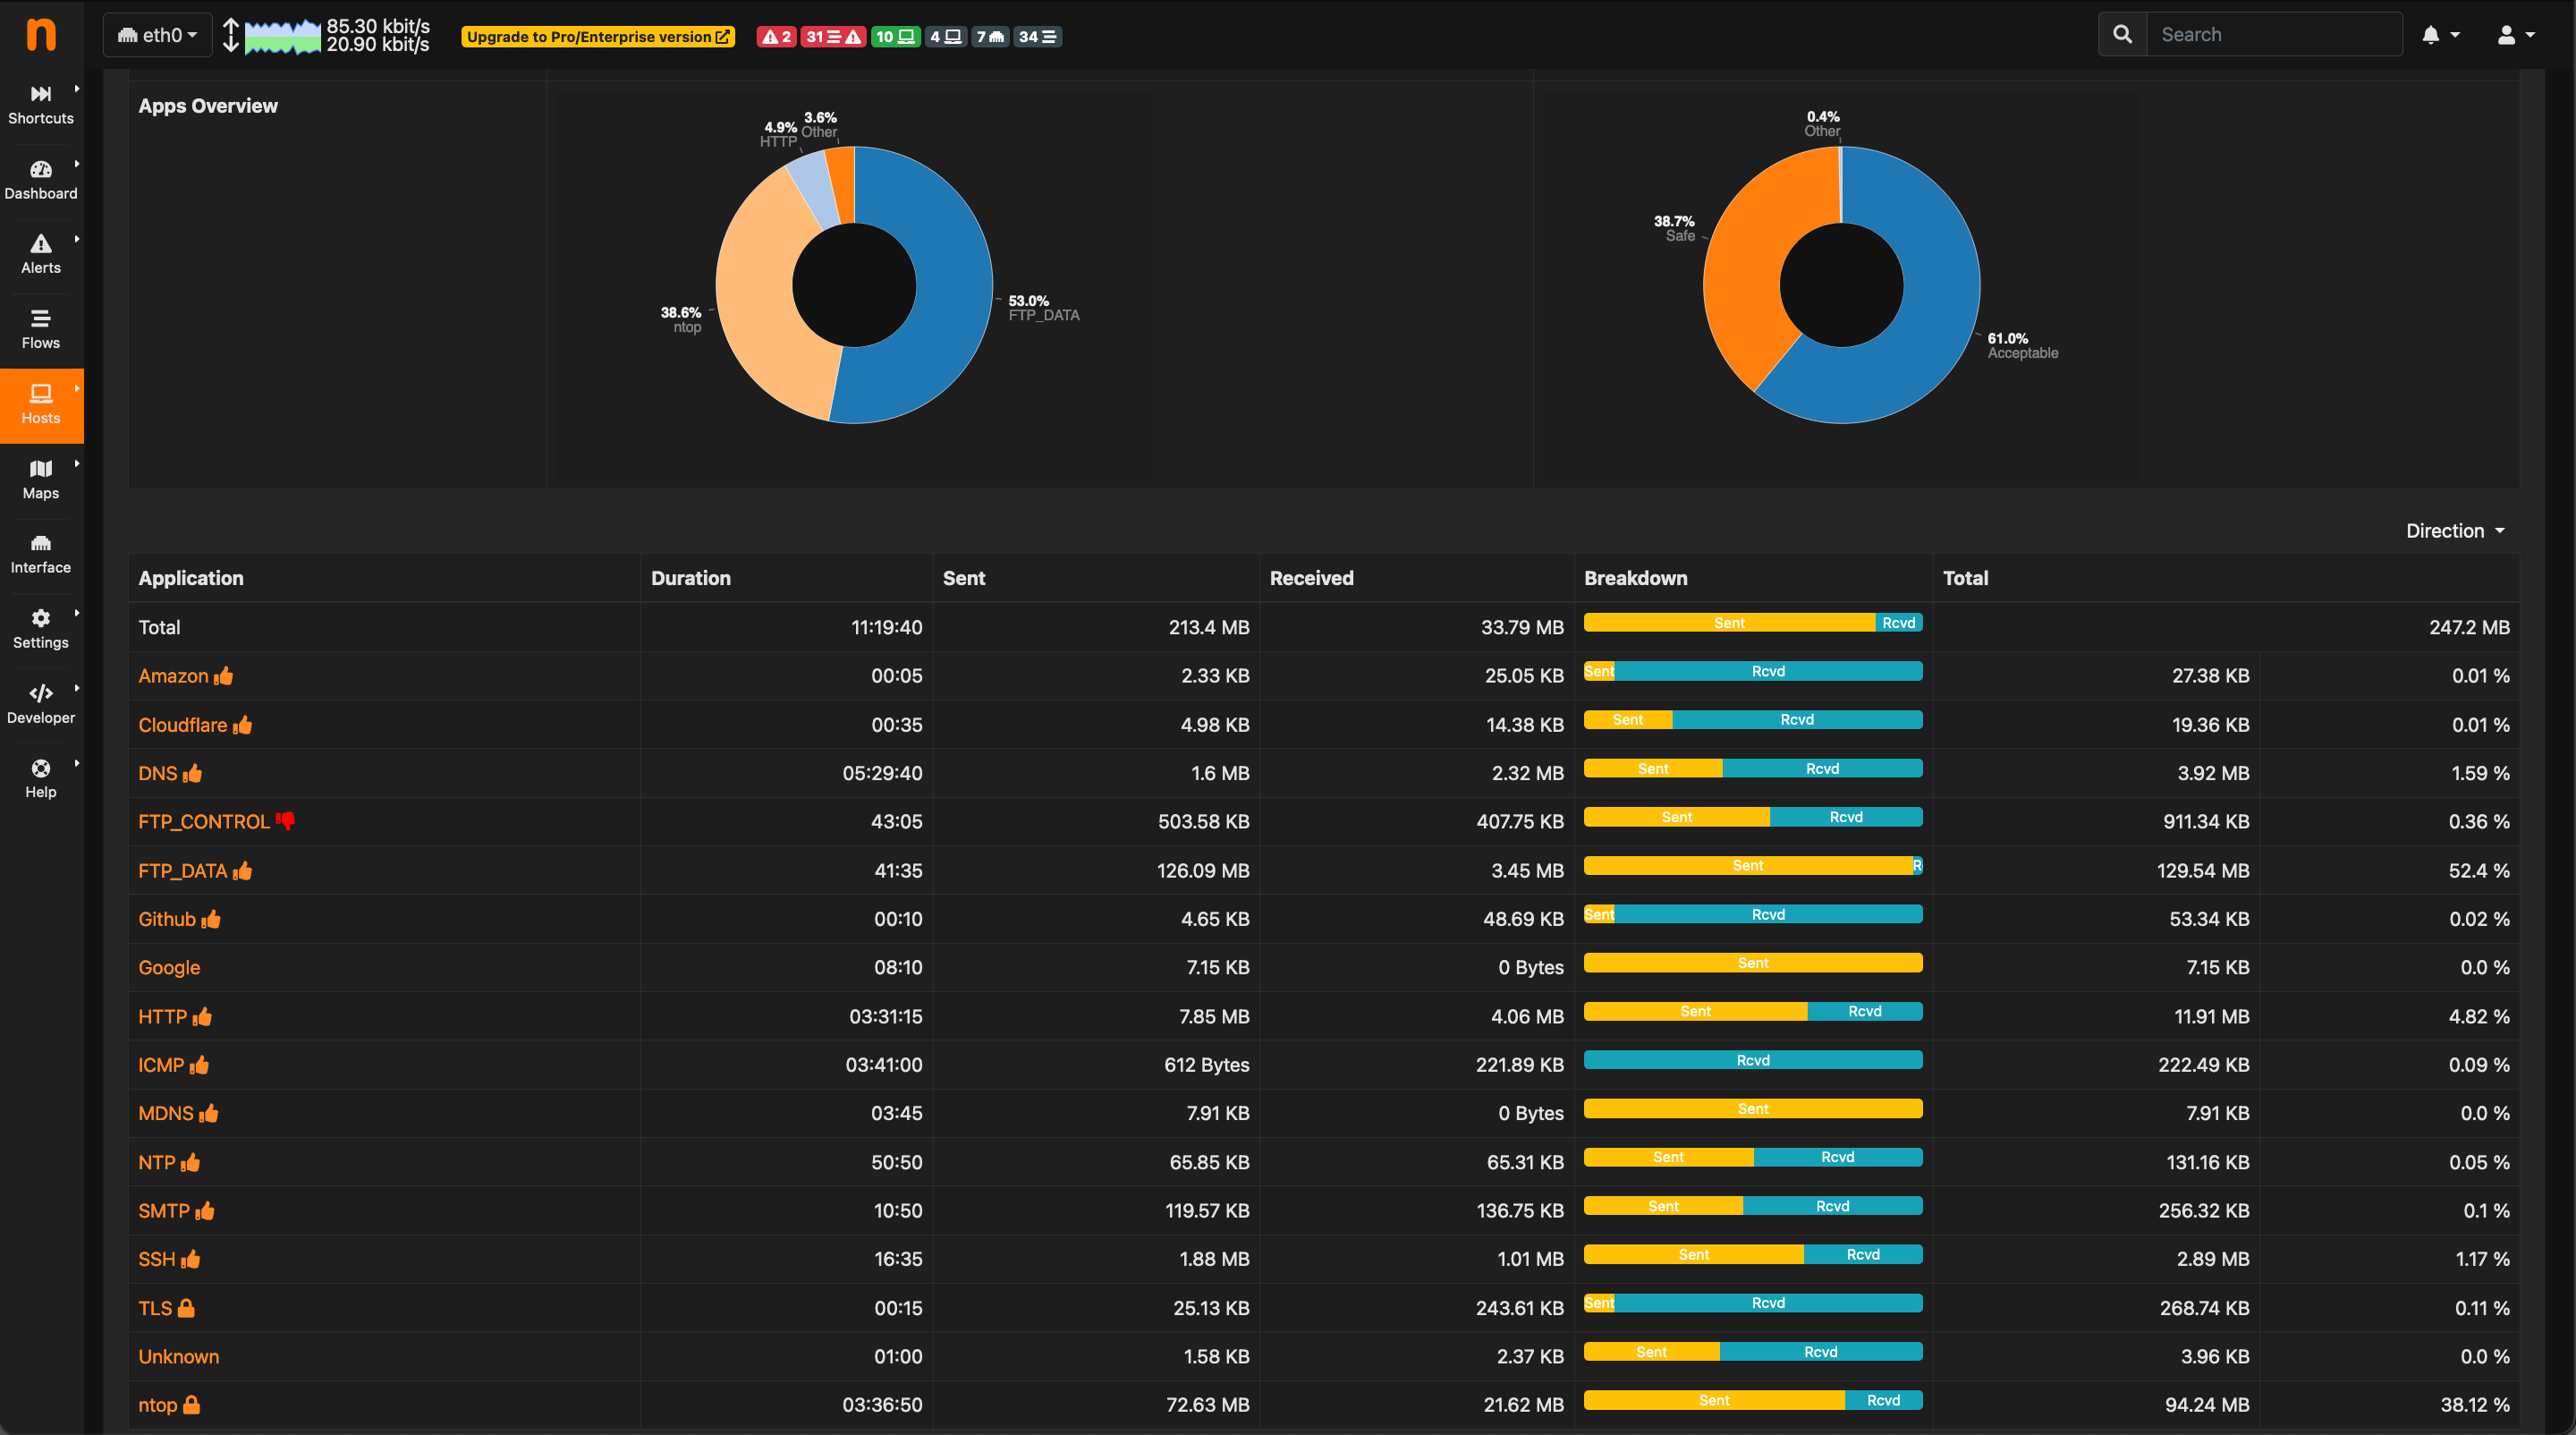 n
eth0
85.30 kbit/s
20.90 kbit/s
Upgrade to Pro/Enterprise version
2
31
10
4
7
34
Search
Shortcuts
Dashboard
Alerts
Flows
Hosts
Maps
Interface
Settings
Developer
Help
Apps Overview
3.6%
Other
4.9%
HTTP
38.6%
ntop
53.0%
FTP_DATA
0.4%
Other
38.7%
Safe
61.0%
Acceptable
Direction
Application Duration Sent Received Breakdown Total
Total 11:19:40 213.4 MB 33.79 MB Sent Rcvd 247.2 MB
Amazon 00:05 2.33 KB 25.05 KB Sent Rcvd 27.38 KB 0.01 %
Cloudflare 00:35 4.98 KB 14.38 KB Sent Rcvd 19.36 KB 0.01 %
DNS 05:29:40 1.6 MB 2.32 MB Sent Rcvd 3.92 MB 1.59 %
FTP_CONTROL 43:05 503.58 KB 407.75 KB Sent Rcvd 911.34 KB 0.36 %
FTP_DATA 41:35 126.09 MB 3.45 MB Sent R 129.54 MB 52.4 %
Github 00:10 4.65 KB 48.69 KB Sent Rcvd 53.34 KB 0.02 %
Google 08:10 7.15 KB 0 Bytes Sent 7.15 KB 0.0 %
HTTP 03:31:15 7.85 MB 4.06 MB Sent Rcvd 11.91 MB 4.82 %
ICMP 03:41:00 612 Bytes 221.89 KB Rcvd 222.49 KB 0.09 %
MDNS 03:45 7.91 KB 0 Bytes Sent 7.91 KB 0.0 %
NTP 50:50 65.85 KB 65.31 KB Sent Rcvd 131.16 KB 0.05 %
SMTP 10:50 119.57 KB 136.75 KB Sent Rcvd 256.32 KB 0.1 %
SSH 16:35 1.88 MB 1.01 MB Sent Rcvd 2.89 MB 1.17 %
TLS 00:15 25.13 KB 243.61 KB Sent Rcvd 268.74 KB 0.11 %
Unknown 01:00 1.58 KB 2.37 KB Sent Rcvd 3.96 KB 0.0 %
ntop 03:36:50 72.63 MB 21.62 MB Sent Rcvd 94.24 MB 38.12 %